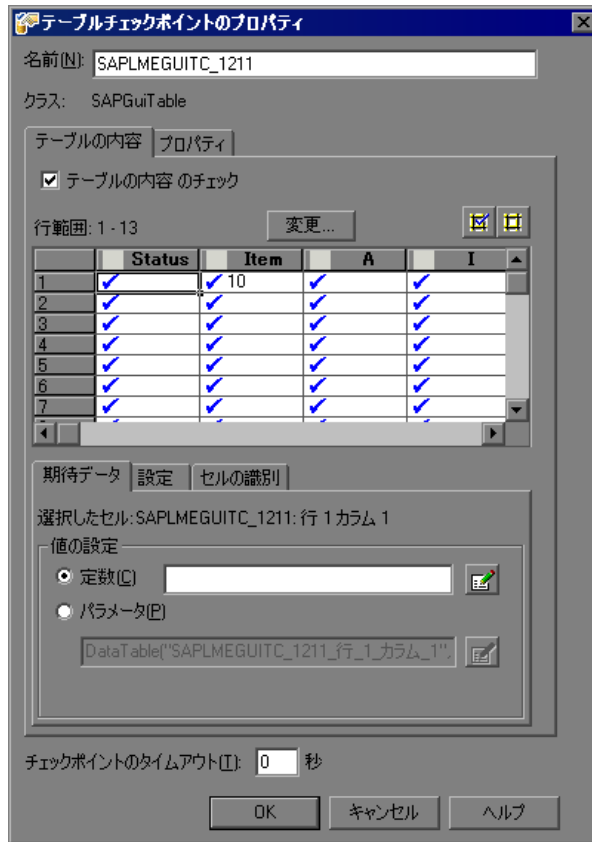 テーブルチェックポイントのプロパティ
名前(N): SAPLMEGUITC_1211
クラス: SAPGuiTable
テーブルの内容 プロパティ
テーブルの内容 のチェック
行範囲: 1 - 13 変更...
Status Item A I
1 10
2
3
4
5
6
7
期待データ 設定 セルの識別
選択したセル:SAPLMEGUITC_1211: 行 1 カラム 1
値の設定
定数(C)
パラメータ(P)
DataTable("SAPLMEGUITC_1211_行_1_カラム_1",
チェックポイントのタイムアウト(T): 0 秒
OK キャンセル ヘルプ